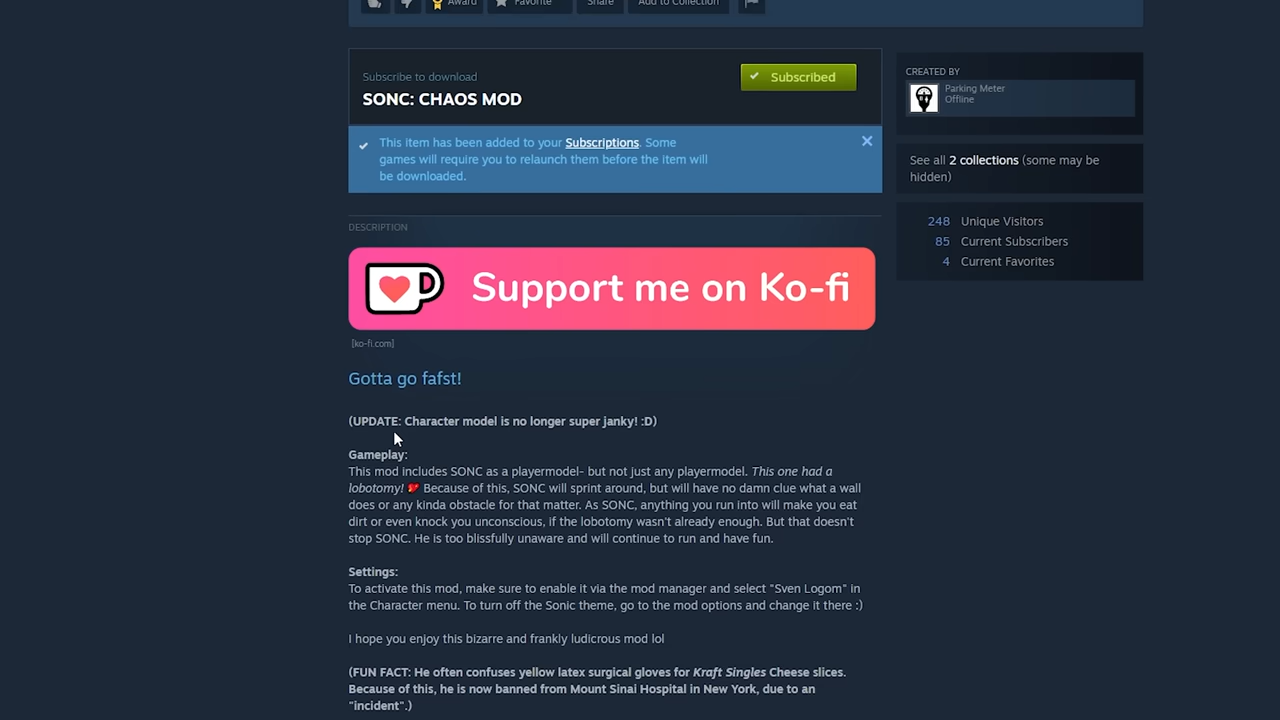 Award
Favorite
Share
Add to Collection
Subscribe to download
SONC: CHAOS MOD
Subscribed
This item has been added to your Subscriptions. Some
games will require you to relaunch them before the item will
be downloaded.
CREATED BY
Parking Meter
Offline
See all 2 collections (some may be
hidden)
248 Unique Visitors
85 Current Subscribers
4 Current Favorites
DESCRIPTION
Support me on Ko-fi
[ko-fi.com]
Gotta go fafst!
(UPDATE: Character model is no longer super janky! :D)
Gameplay:
This mod includes SONC as a playermodel- but not just any playermodel. This one had a
lobotomy! Because of this, SONC will sprint around, but will have no damn clue what a wall
does or any kinda obstacle for that matter. As SONC, anything you run into will make you eat
dirt or even knock you unconscious, if the lobotomy wasn't already enough. But that doesn't
stop SONC. He is too blissfully unaware and will continue to run and have fun.
Settings:
To activate this mod, make sure to enable it via the mod manager and select "Sven Logom" in
the Character menu. To turn off the Sonic theme, go to the mod options and change it there :)
I hope you enjoy this bizarre and frankly ludicrous mod lol
(FUN FACT: He often confuses yellow latex surgical gloves for Kraft Singles Cheese slices.
Because of this, he is now banned from Mount Sinai Hospital in New York, due to an
"incident".)